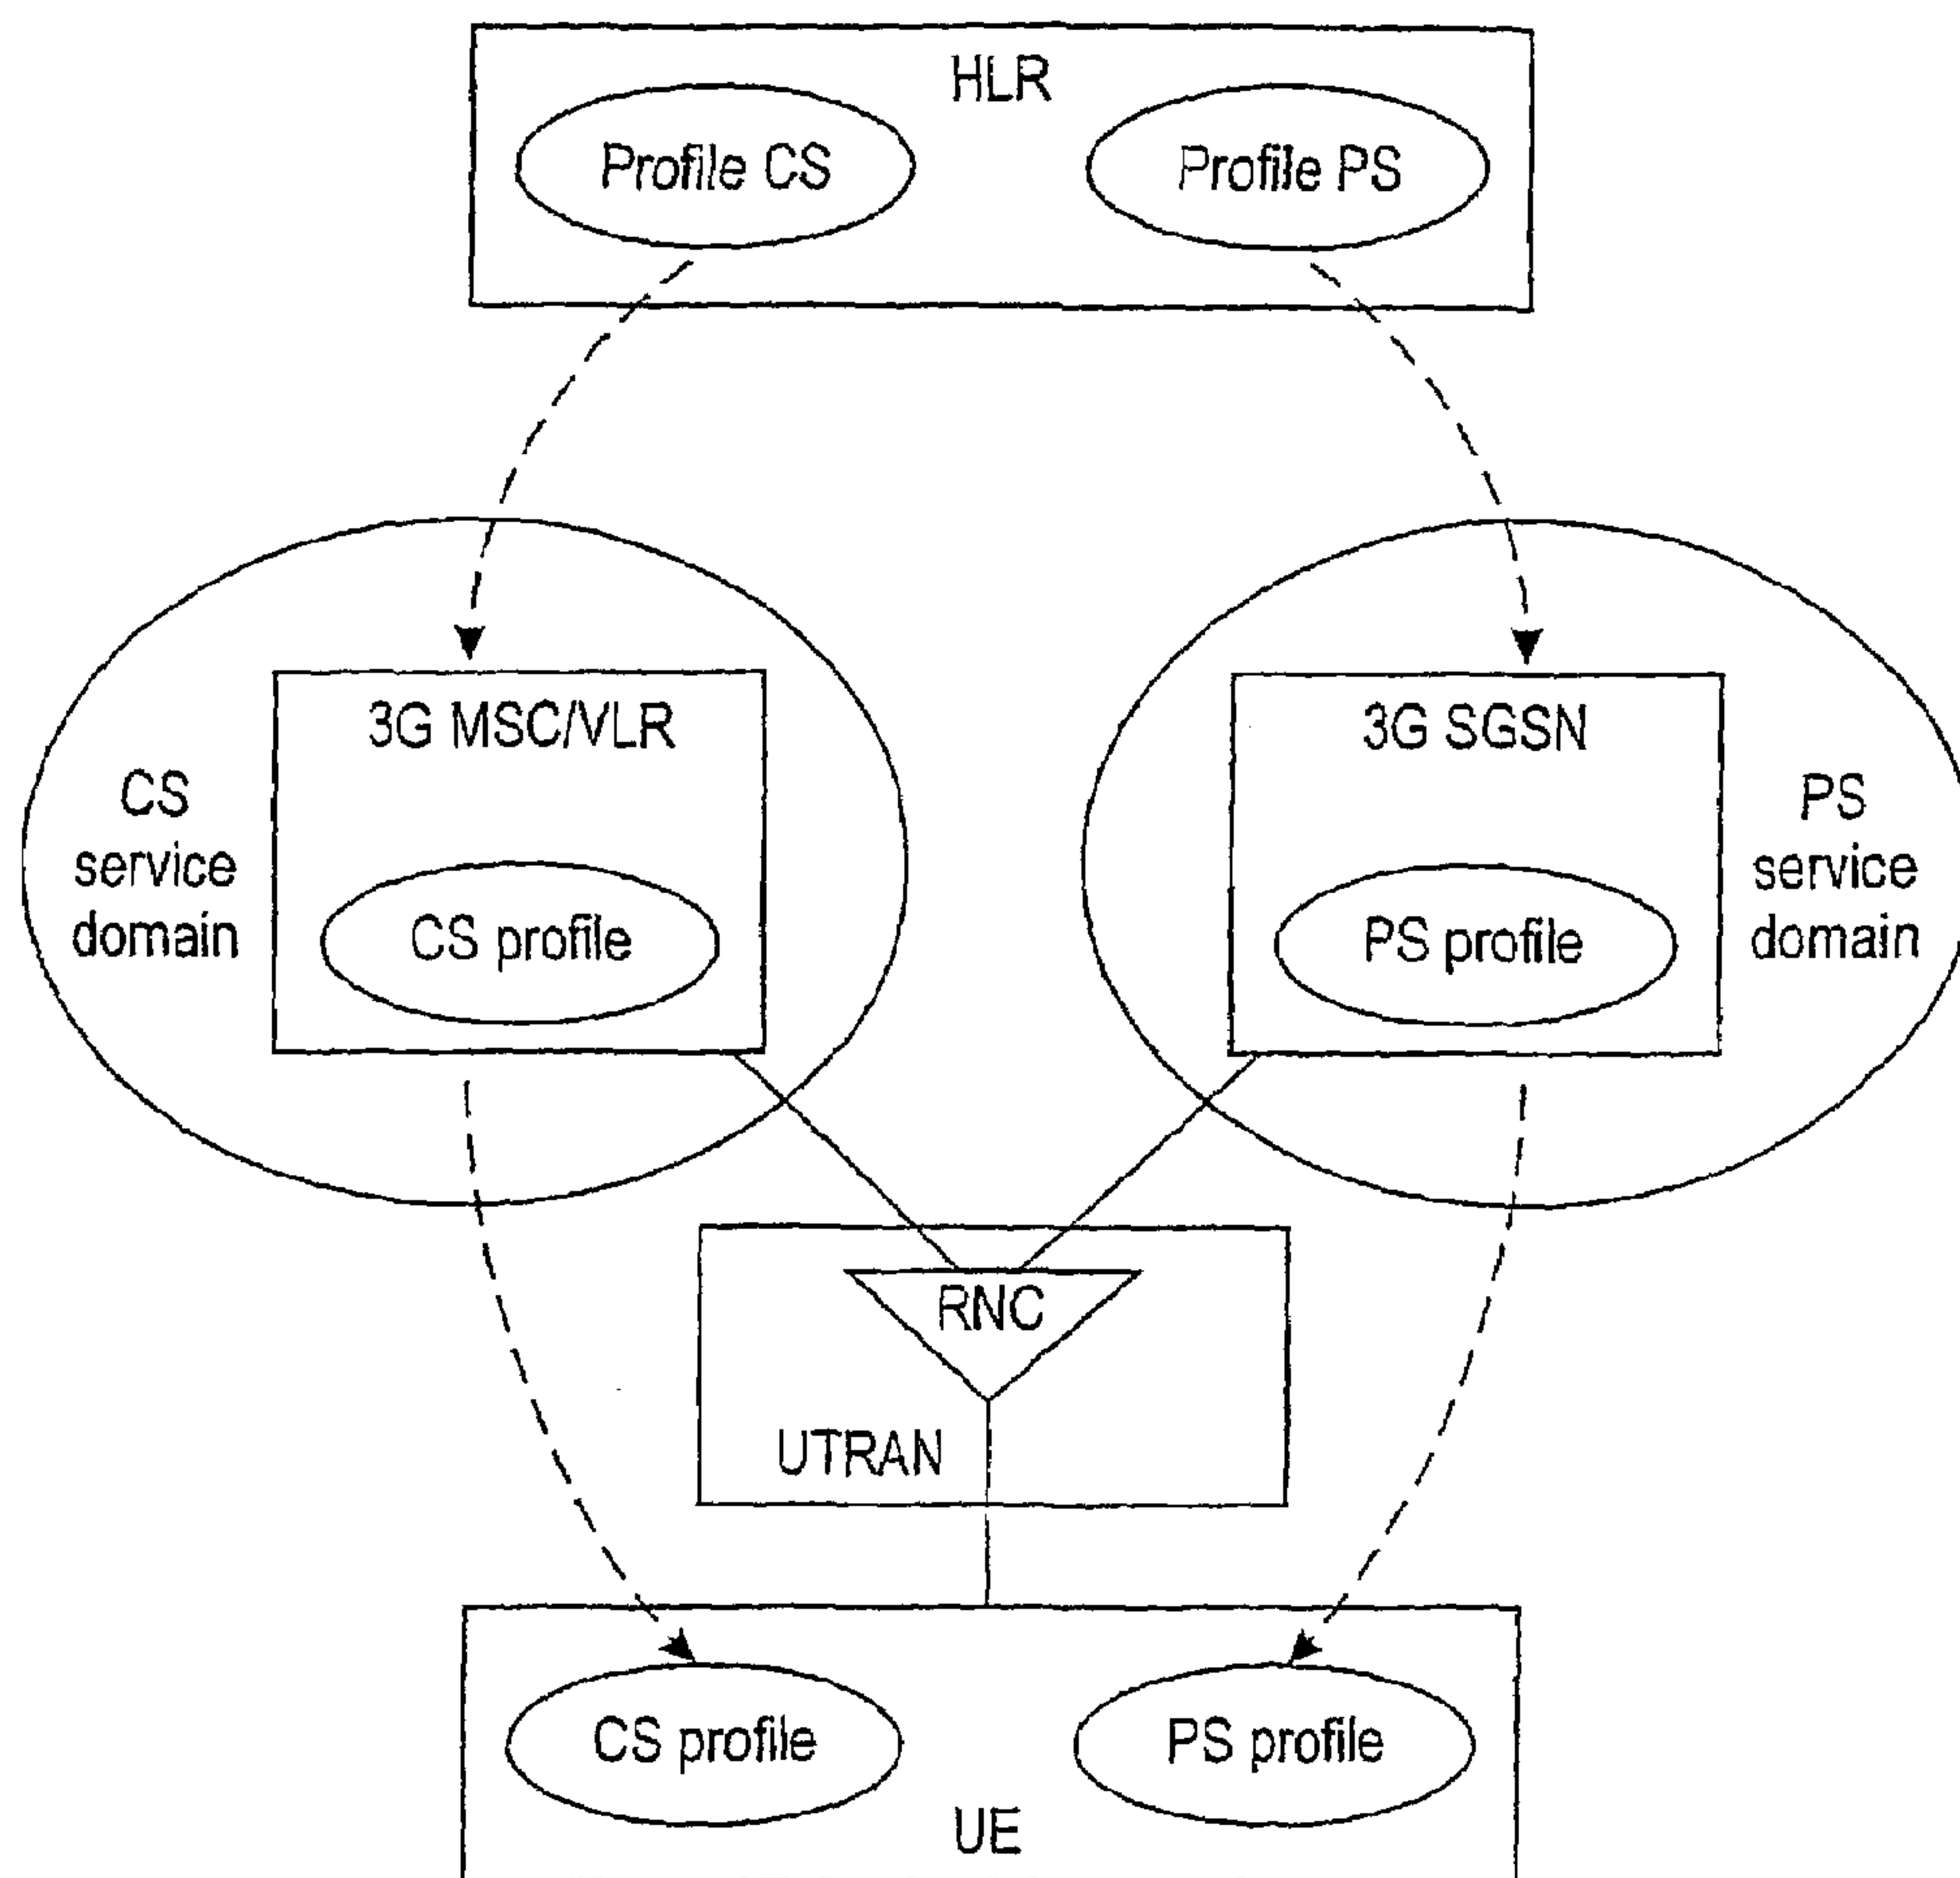 HLR
Profile CS
Profile PS
3G MSC/VLR
3G SGSN
CS
service
domain
PS
service
domain
CS profile
PS profile
RNC
UTRAN
CS profile
PS profile
UE